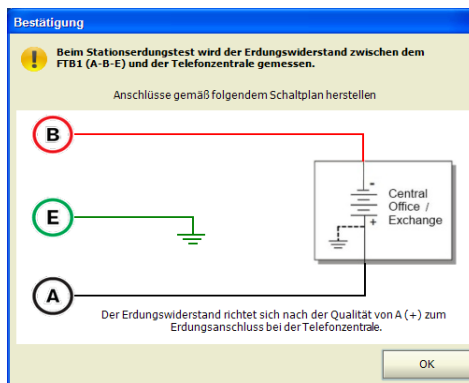 Bestätigung
Beim Stationserdungstest wird der Erdungswiderstand zwischen dem
FTB1 (A-B-E) und der Telefonzentrale gemessen.
Anschlüsse gemäß folgendem Schaltplan herstellen
B
-
Central
Office /
Exchange
+
E
A
Der Erdungswiderstand richtet sich nach der Qualität von A (+) zum
Erdungsanschluss bei der Telefonzentrale.
OK